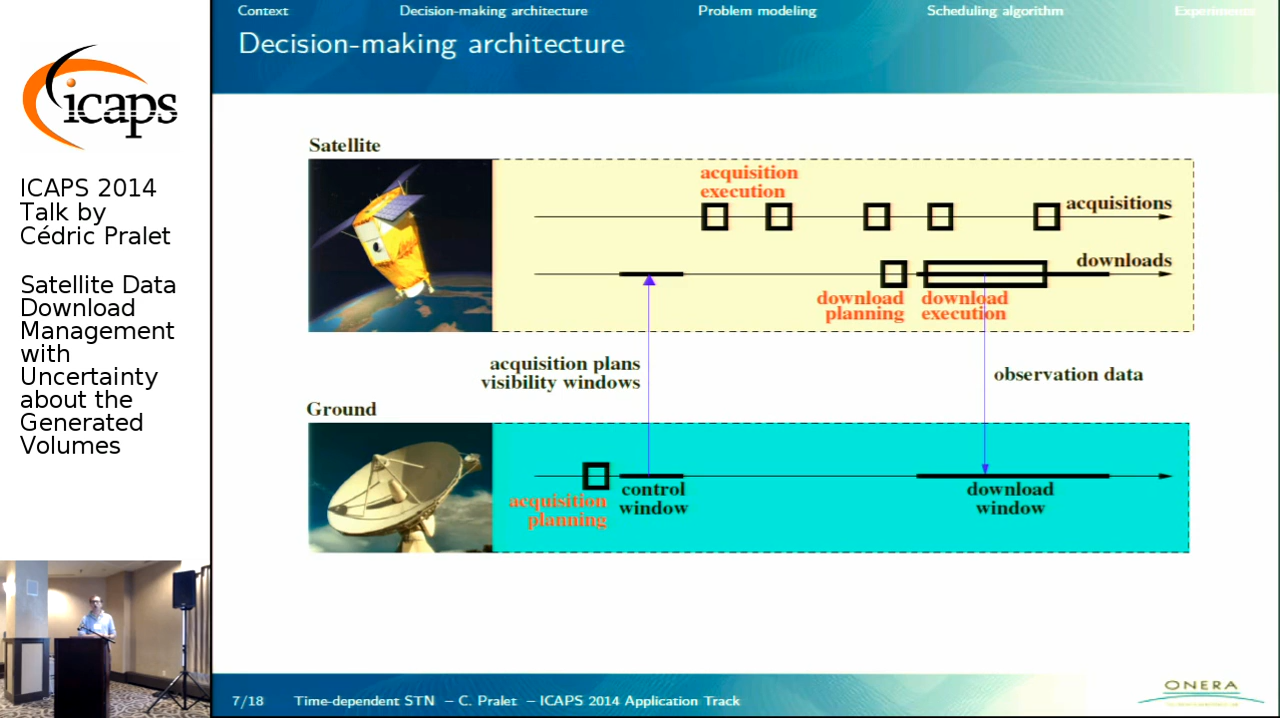 icaps
ICAPS 2014
Talk by
Cédric Pralet
Satellite Data
Download
Management
with
Uncertainty
about the
Generated
Volumes
Context Decision-making architecture Problem modeling Scheduling algorithm Experiments
Decision-making architecture
Satellite
acquisition
execution
acquisitions
downloads
download
planning
download
execution
acquisition plans
visibility windows
observation data
Ground
acquisition
planning
control
window
download
window
7/18 Time-dependent STN – C. Pralet – ICAPS 2014 Application Track
ONERA